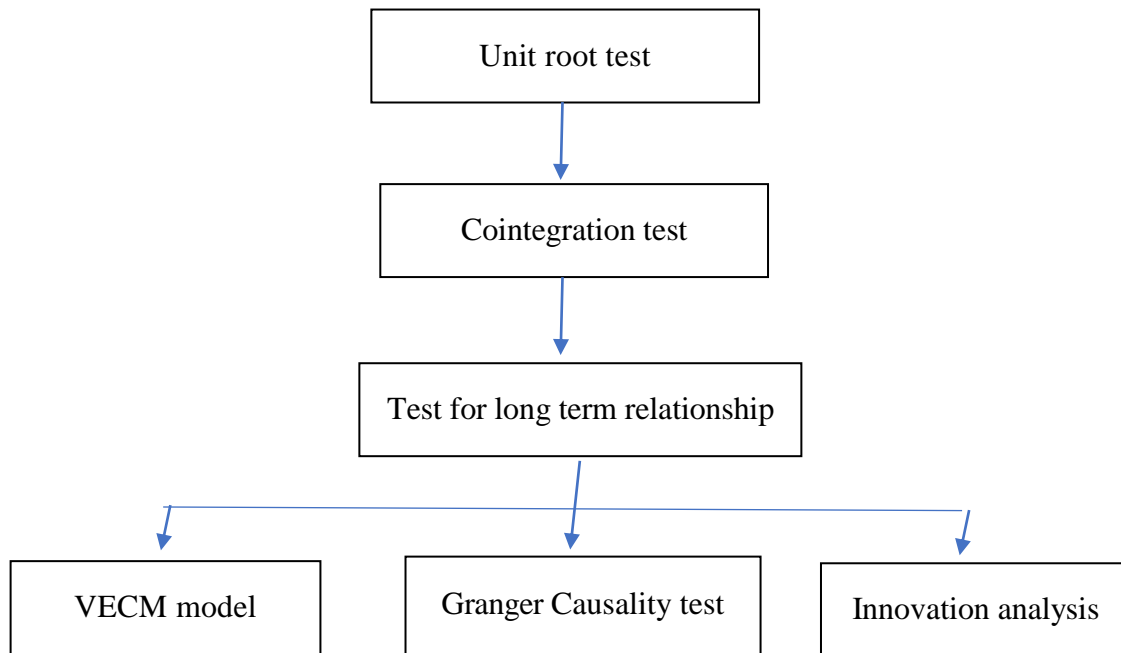 Unit root test
Cointegration test
Test for long term relationship
VECM model
Granger Causality test
Innovation analysis